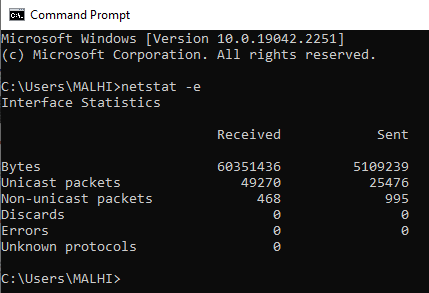 Command Prompt
Microsoft Windows [Version 10.0.19042.2251]
(c) Microsoft Corporation. All rights reserved.
C:\Users\MALHI>netstat -e
Interface Statistics
Received Sent
Bytes 60351436 5109239
Unicast packets 49270 25476
Non-unicast packets 468 995
Discards 0 0
Errors 0 0
Unknown protocols 0
C:\Users\MALHI>